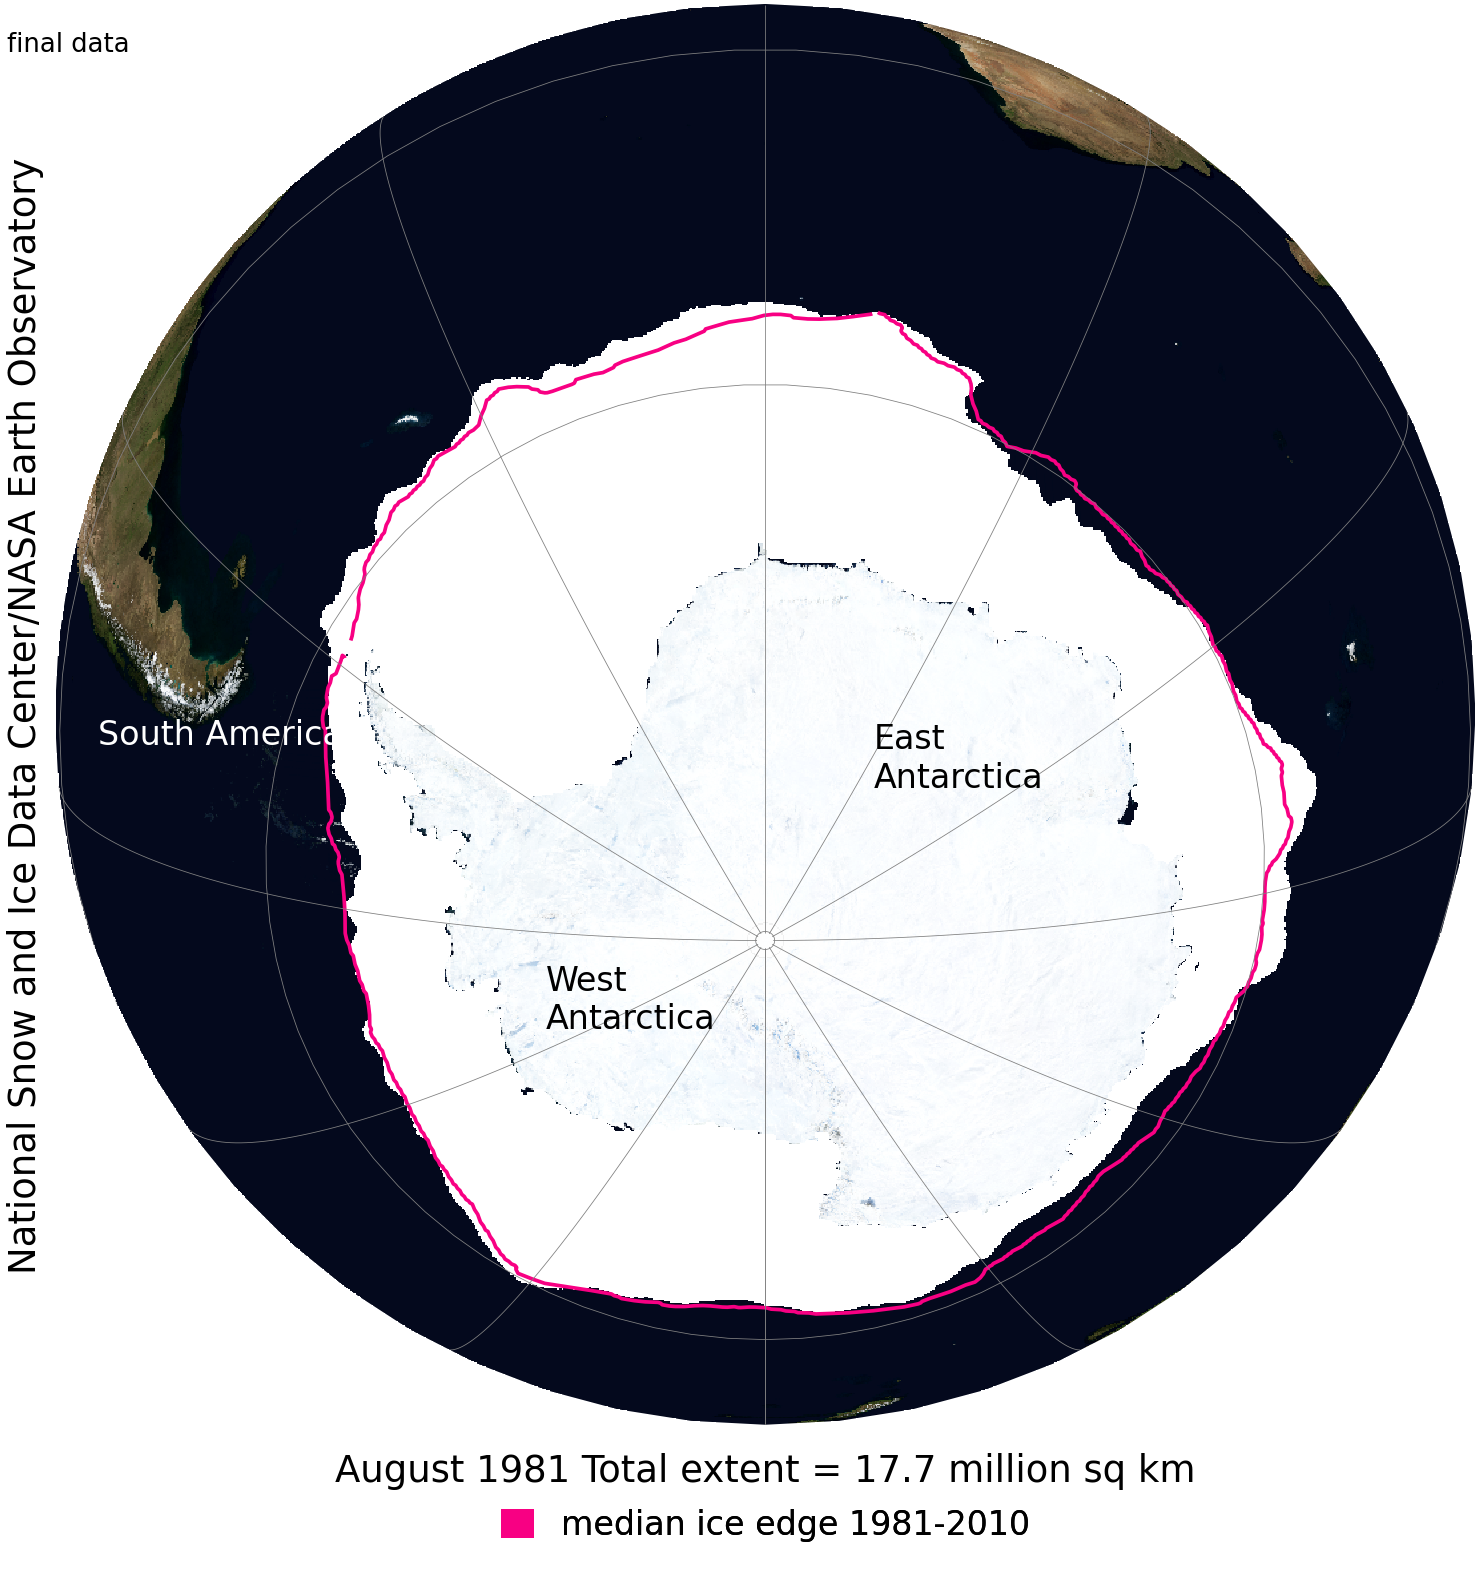 final data
National Snow and Ice Data Center/NASA Earth Observatory
South America
East
Antarctica
West
Antarctica
August 1981 Total extent = 17.7 million sq km
median ice edge 1981-2010